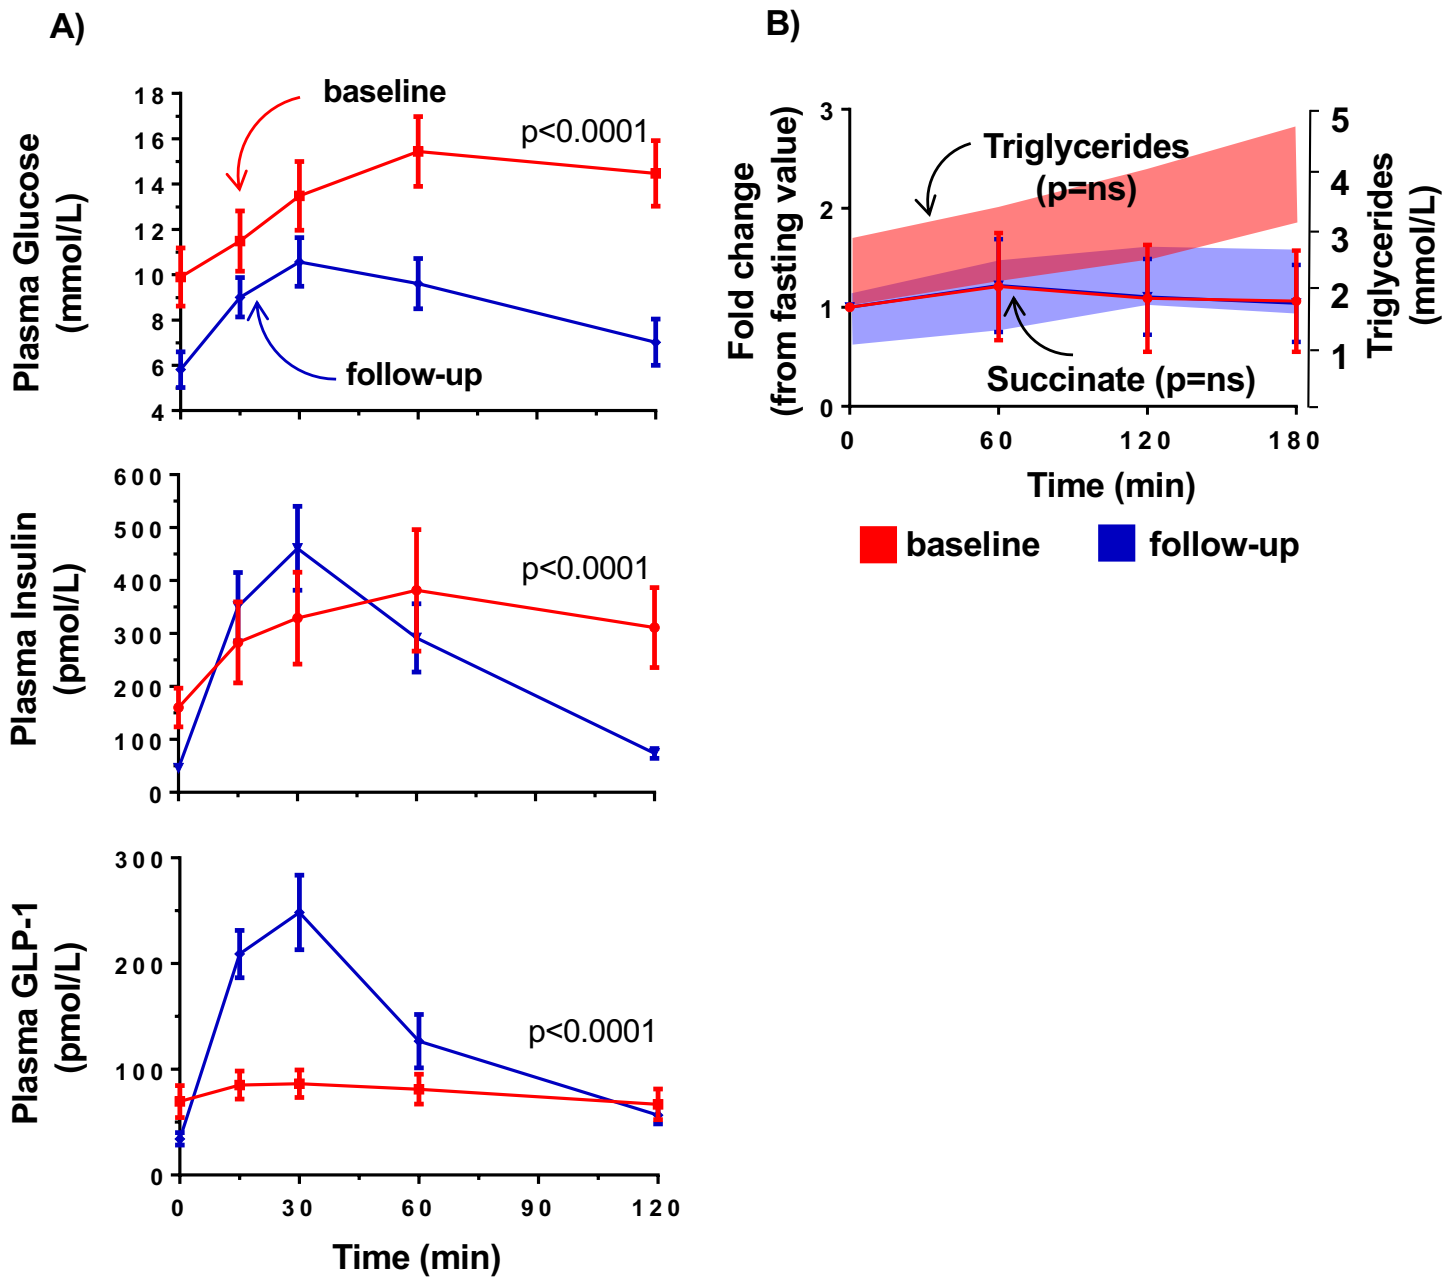 A)
Plasma Glucose
(mmol/L)
18
16
14
12
10
8
6
4
baseline
p<0.0001
follow-up
Plasma Insulin
(pmol/L)
600
500
400
300
200
100
0
p<0.0001
Plasma GLP-1
(pmol/L)
300
200
100
0
p<0.0001
0 30 60 90 120
Time (min)
B)
Fold change
(from fasting value)
3
2
1
0
Triglycerides
(p=ns)
Succinate (p=ns)
5
4
3
2
1
Triglycerides
(mmol/L)
0 60 120 180
Time (min)
baseline follow-up